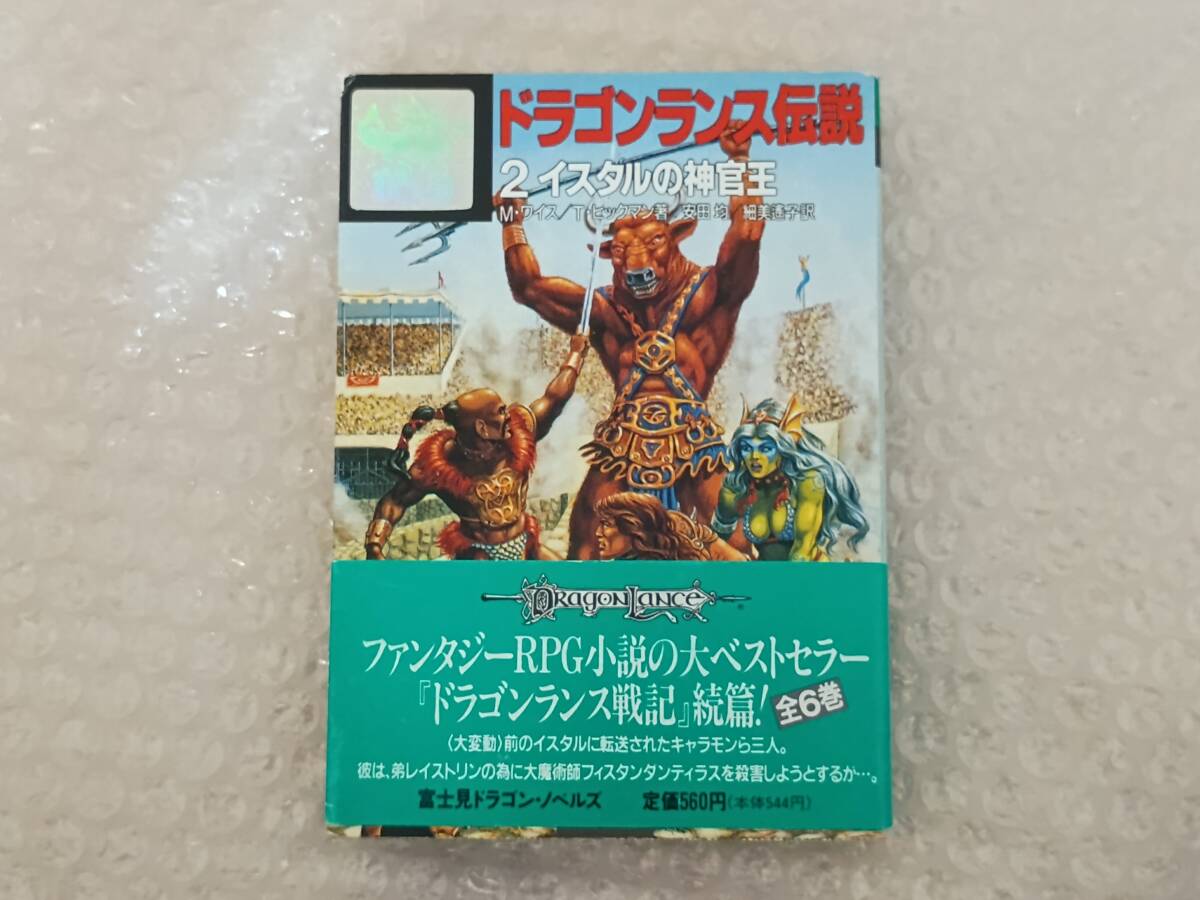 ドラゴンランス伝説
2 イスタルの神官王
M・ワイス/T・ヒックマン著 安田 均/細美遙子訳
DRAGONLANCE
ファンタジーRPG小説の大ベストセラー
『ドラゴンランス戦記』続篇! 全6巻
〈大変動〉前のイスタルに転送されたキャラモンら三人。
彼は、弟レイストリンの為に大魔術師フィスタンダンティラスを殺害しようとするが…。
富士見ドラゴン・ノベルズ 定価560円(本体544円)